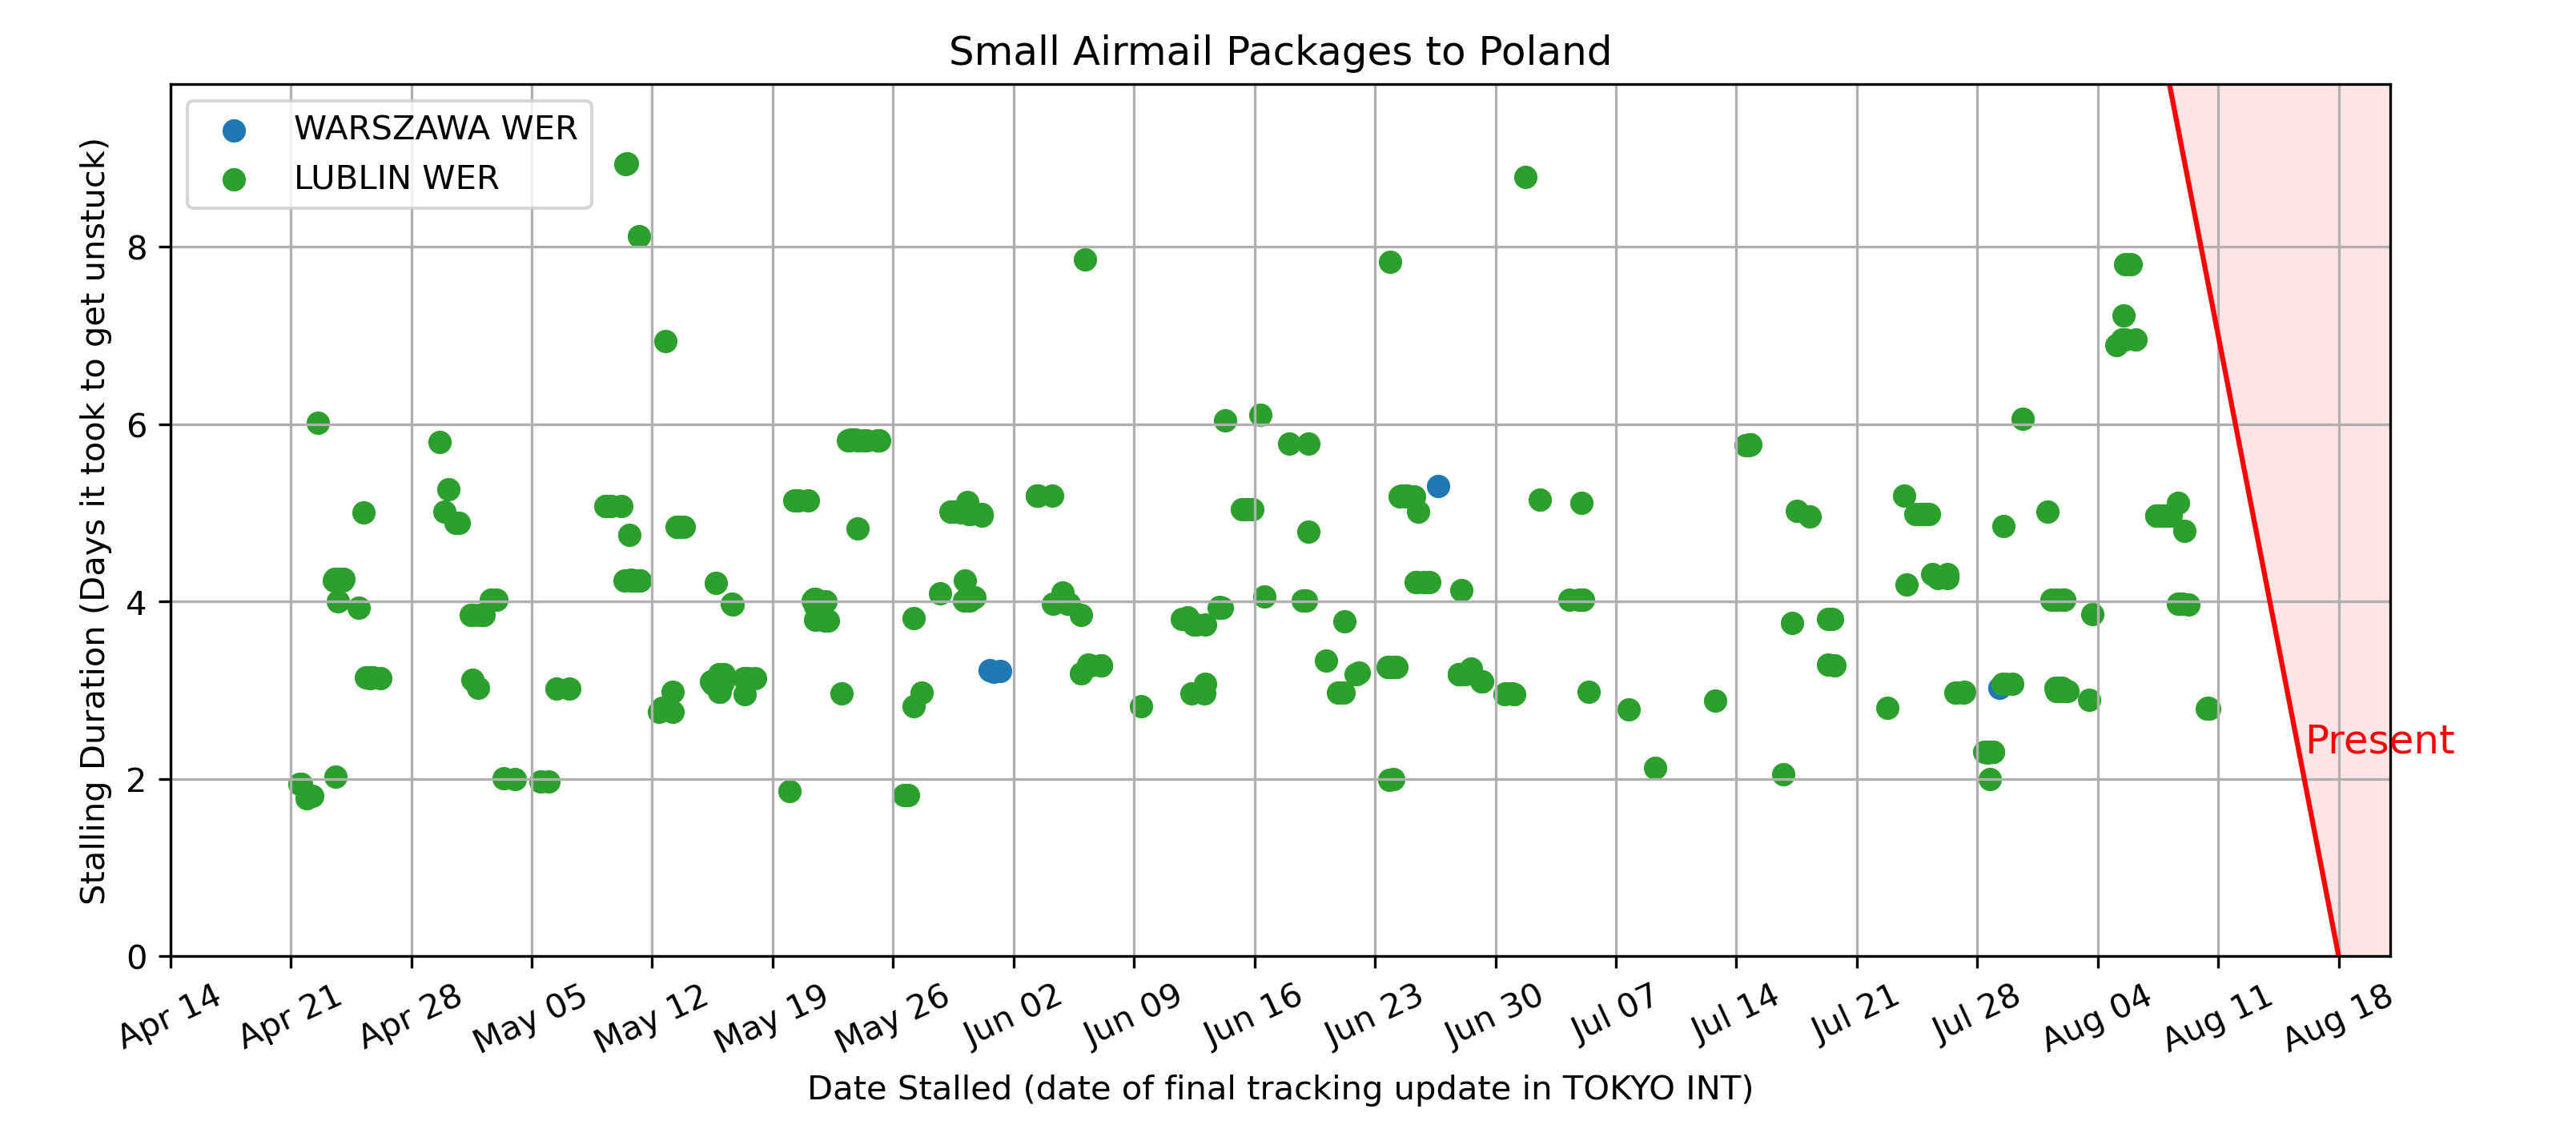 Small Airmail Packages to Poland
WARSZAWA WER
LUBLIN WER
Stalling Duration (Days it took to get unstuck)
8
6
4
2
0
Present
Apr 14
Apr 21
Apr 28
May 05
May 12
May 19
May 26
Jun 02
Jun 09
Jun 16
Jun 23
Jun 30
Jul 07
Jul 14
Jul 21
Jul 28
Aug 04
Aug 11
Aug 18
Date Stalled (date of final tracking update in TOKYO INT)